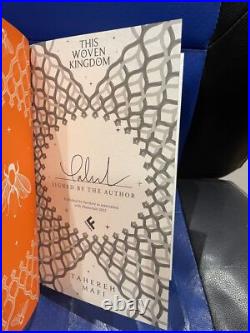 THIS
WOVEN
KINGDOM
SIGNED BY THE AUTHOR
TAHEREH
MAFI